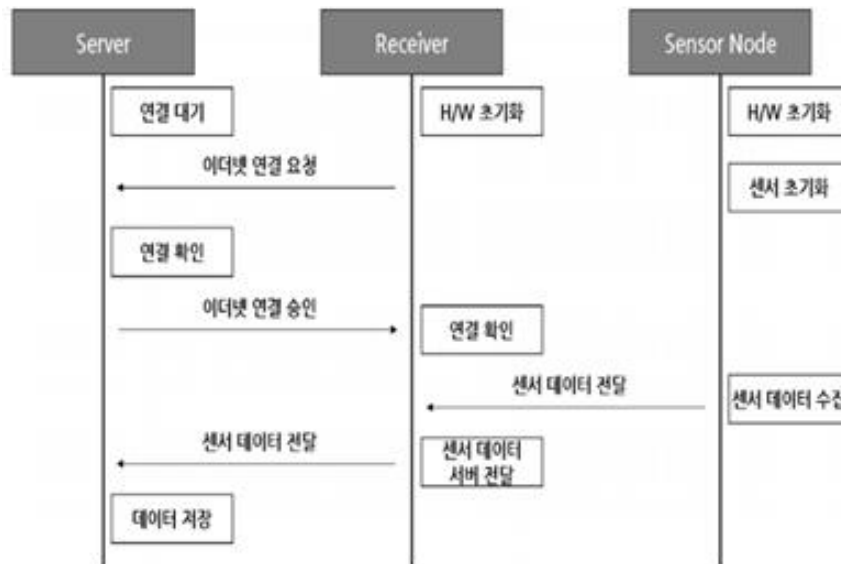 Server
Receiver
Sensor Node
연결 대기
H/W 초기화
H/W 초기화
이더넷 연결 요청
센서 초기화
연결 확인
이더넷 연결 승인
연결 확인
센서 데이터 전달
센서 데이터 수집
센서 데이터 전달
센서 데이터
서버 전달
데이터 저장